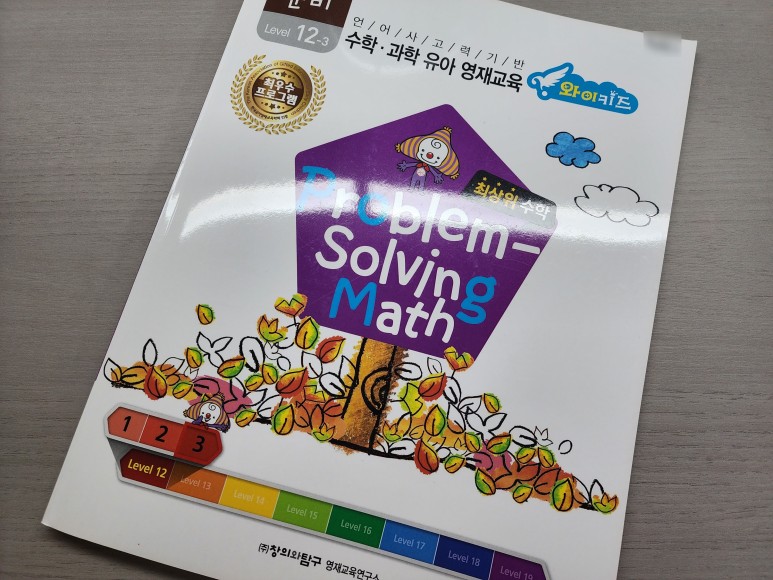 Level 12-3
언/어/사/고/력/기/반
수학·과학 유아 영재교육
와이키즈
최우수
프로그램
최상위 수학
Problem-
Solving
Math
1 2 3
Level 12 Level 13 Level 14 Level 15 Level 16 Level 17 Level 18 Level 19
(주)창의와탐구 영재교육연구소